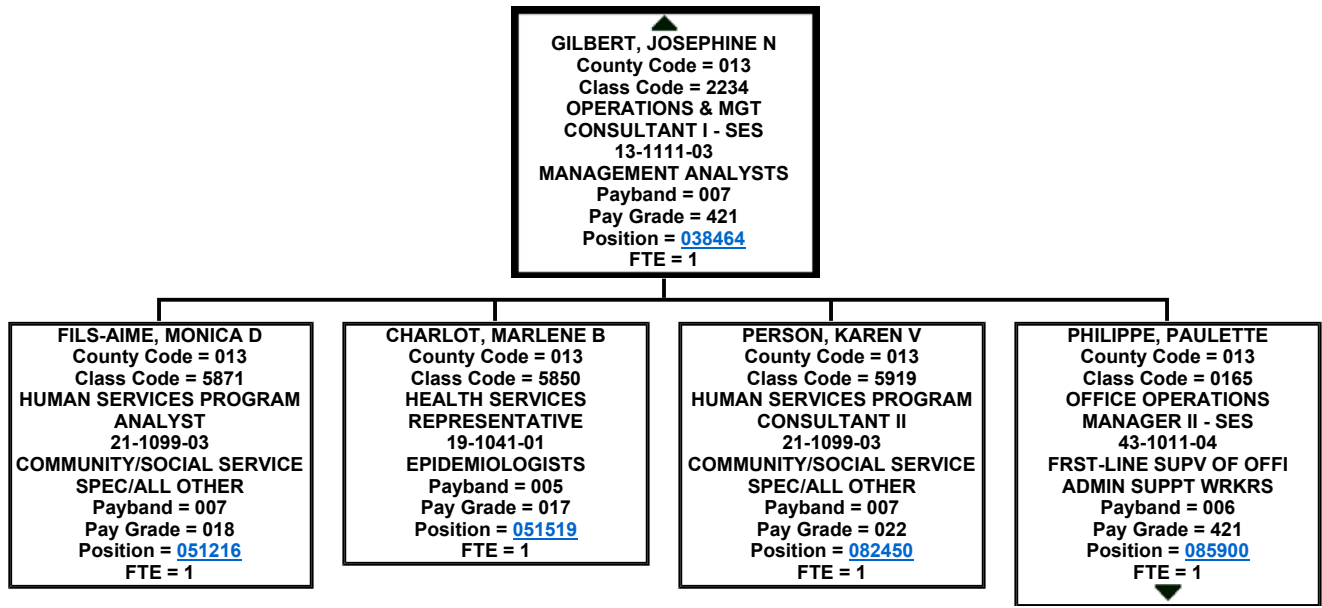 GILBERT, JOSEPHINE N
County Code = 013
Class Code = 2234
OPERATIONS & MGT
CONSULTANT I - SES
13-1111-03
MANAGEMENT ANALYSTS
Payband = 007
Pay Grade = 421
Position = 038464
FTE = 1
FILS-AIME, MONICA D
County Code = 013
Class Code = 5871
HUMAN SERVICES PROGRAM
ANALYST
21-1099-03
COMMUNITY/SOCIAL SERVICE
SPEC/ALL OTHER
Payband = 007
Pay Grade = 018
Position = 051216
FTE = 1
CHARLOT, MARLENE B
County Code = 013
Class Code = 5850
HEALTH SERVICES
REPRESENTATIVE
19-1041-01
EPIDEMIOLOGISTS
Payband = 005
Pay Grade = 017
Position = 051519
FTE = 1
PERSON, KAREN V
County Code = 013
Class Code = 5919
HUMAN SERVICES PROGRAM
CONSULTANT II
21-1099-03
COMMUNITY/SOCIAL SERVICE
SPEC/ALL OTHER
Payband = 007
Pay Grade = 022
Position = 082450
FTE = 1
PHILIPPE, PAULETTE
County Code = 013
Class Code = 0165
OFFICE OPERATIONS
MANAGER II - SES
43-1011-04
FRST-LINE SUPV OF OFFI
ADMIN SUPPT WRKRS
Payband = 006
Pay Grade = 421
Position = 085900
FTE = 1